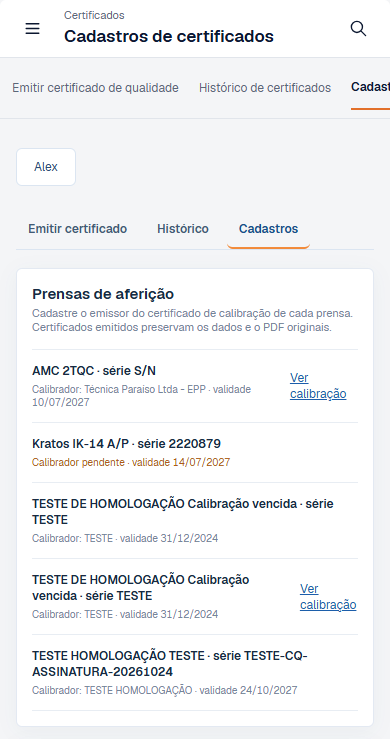 Certificados
Cadastros de certificados
Emitir certificado de qualidade
Histórico de certificados
Cadast
Alex
Emitir certificado
Histórico
Cadastros
Prensas de aferição
Cadastre o emissor do certificado de calibração de cada prensa.
Certificados emitidos preservam os dados e o PDF originais.
AMC 2TQC · série S/N
Calibrador: Técnica Paraiso Ltda - EPP · validade
10/07/2027
Ver
calibração
Kratos IK-14 A/P · série 2220879
Calibrador pendente · validade 14/07/2027
TESTE DE HOMOLOGAÇÃO Calibração vencida · série
TESTE
Calibrador: TESTE · validade 31/12/2024
TESTE DE HOMOLOGAÇÃO Calibração
vencida · série TESTE
Calibrador: TESTE · validade 31/12/2024
Ver
calibração
TESTE HOMOLOGAÇÃO TESTE · série TESTE-CQ-
ASSINATURA-20261024
Calibrador: TESTE HOMOLOGAÇÃO · validade 24/10/2027